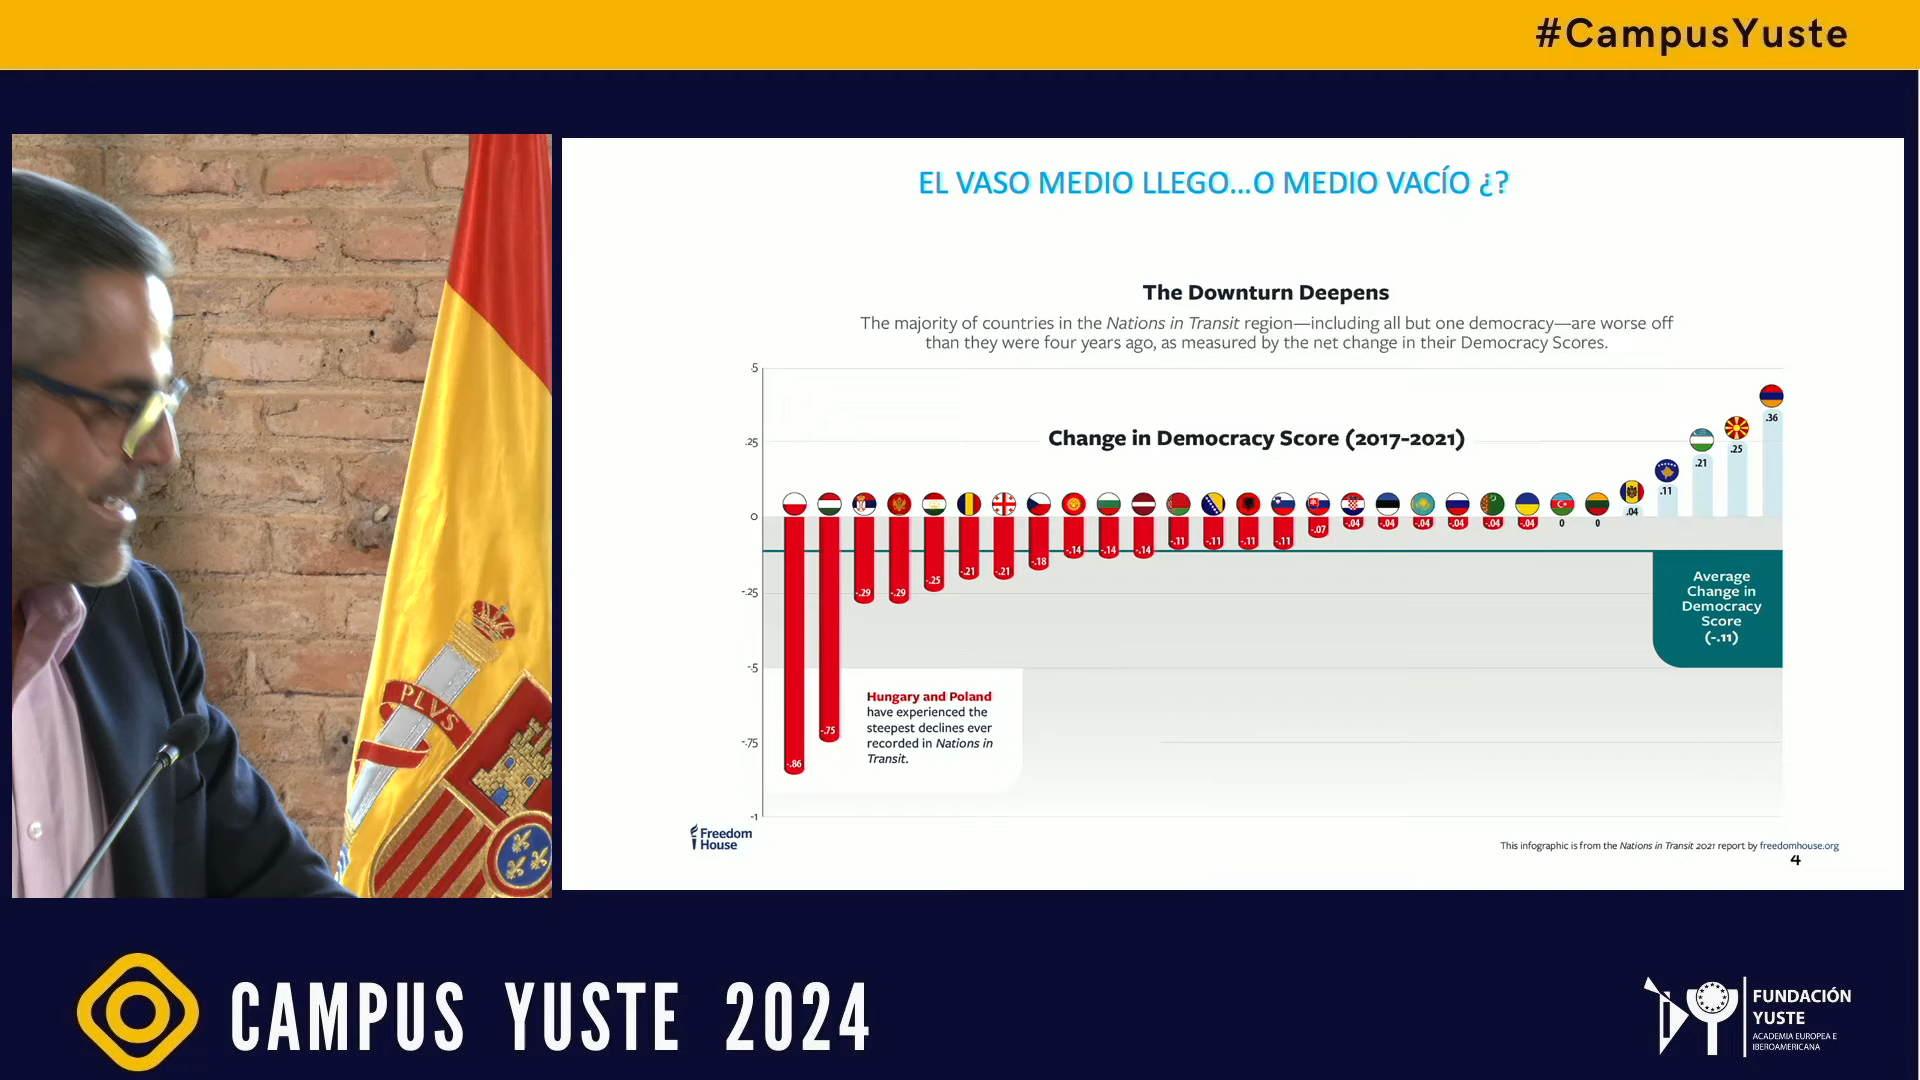 #CampusYuste
PLVS
EL VASO MEDIO LLEGO...O MEDIO VACÍO ¿?
The Downturn Deepens
The majority of countries in the Nations in Transit region—including all but one democracy—are worse off
than they were four years ago, as measured by the net change in their Democracy Scores.
.5
.25
0
-.25
-.5
-.75
-1
Change in Democracy Score (2017-2021)
-.86
-.75
-.29
-.29
-.25
-.21
-.21
-.18
-.14
-.14
-.14
-.11
-.11
-.11
-.11
-.07
-.04
-.04
-.04
-.04
-.04
-.04
0
0
.04
.11
.21
.25
.36
Average
Change in
Democracy
Score
(-.11)
Hungary and Poland
have experienced the
steepest declines ever
recorded in Nations in
Transit.
Freedom
House
This infographic is from the Nations in Transit 2021 report by freedomhouse.org
4
CAMPUS YUSTE 2024
FUNDACIÓN
YUSTE
ACADEMIA EUROPEA E
IBEROAMERICANA